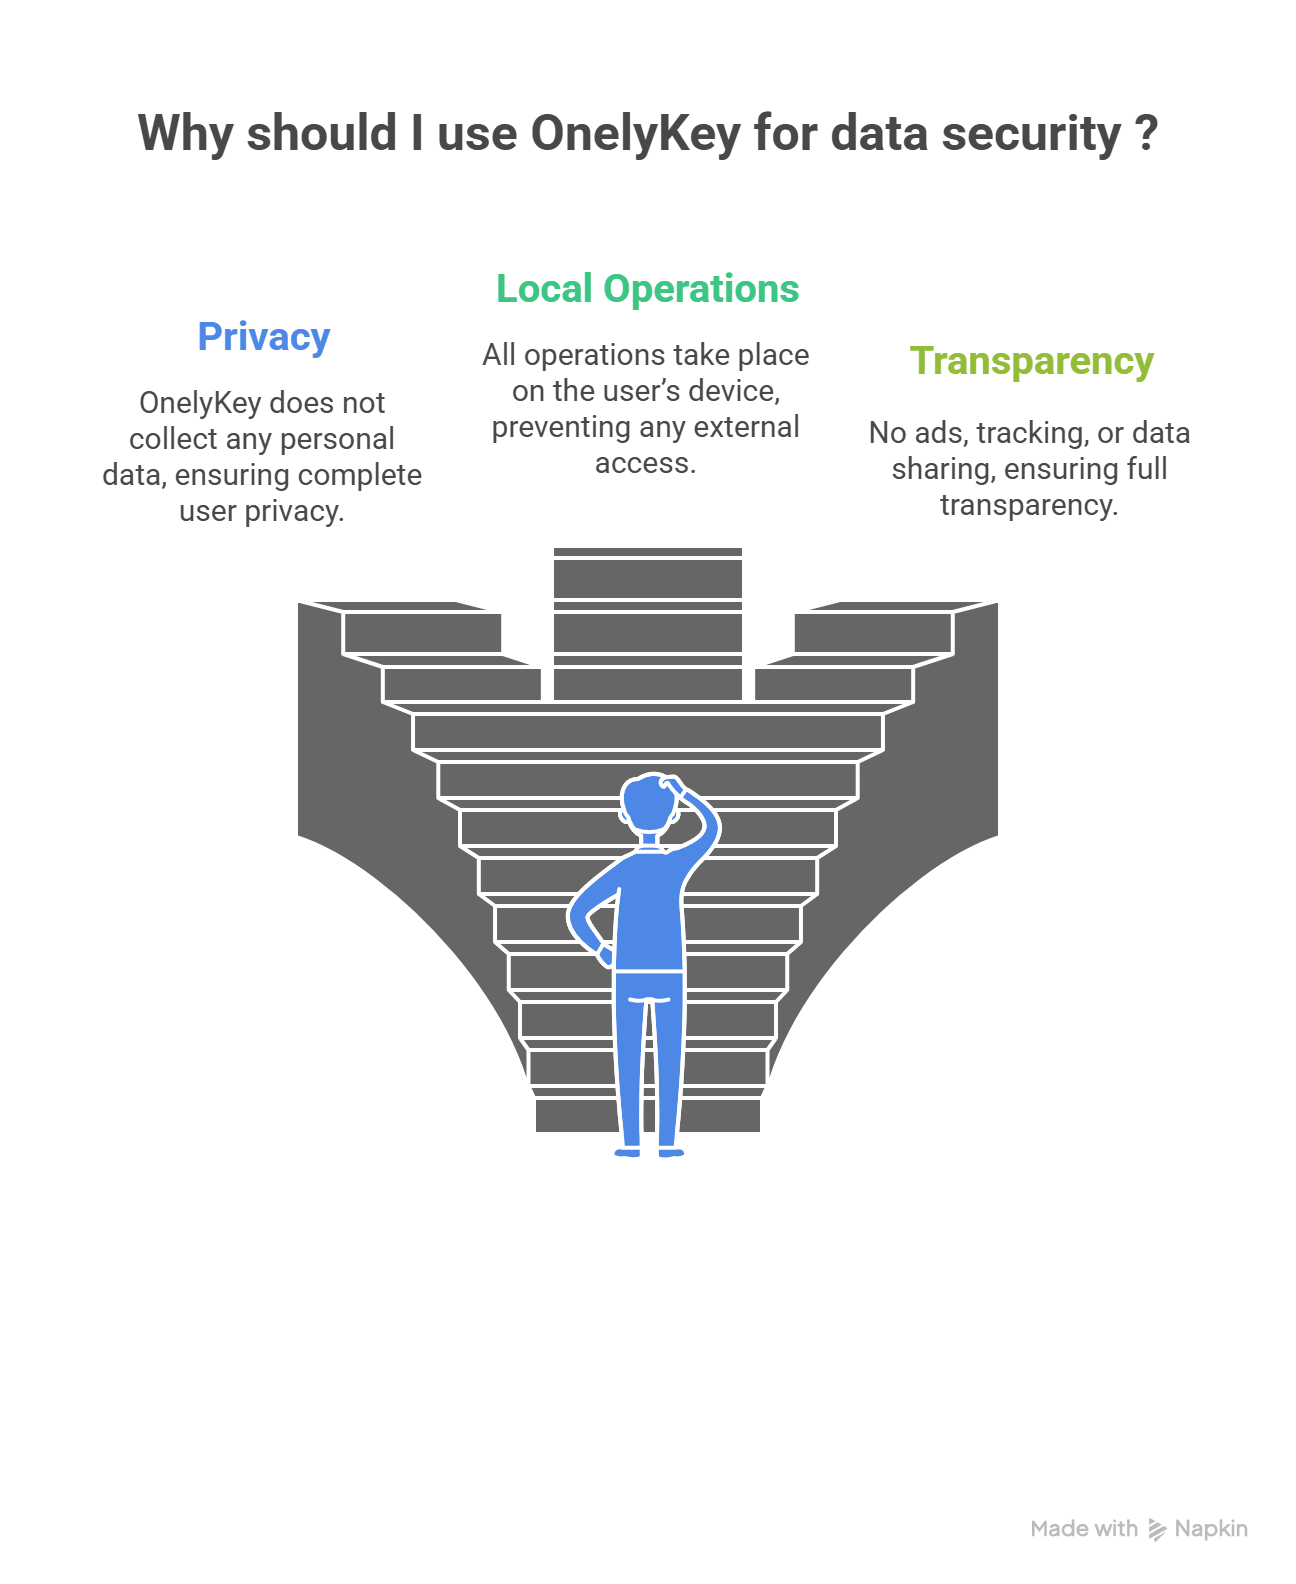 Why should I use OnelyKey for data security ?
Privacy
OnelyKey does not
collect any personal
data, ensuring complete
user privacy.
Local Operations
All operations take place
on the user’s device,
preventing any external
access.
Transparency
No ads, tracking, or data
sharing, ensuring full
transparency.
Made with Napkin